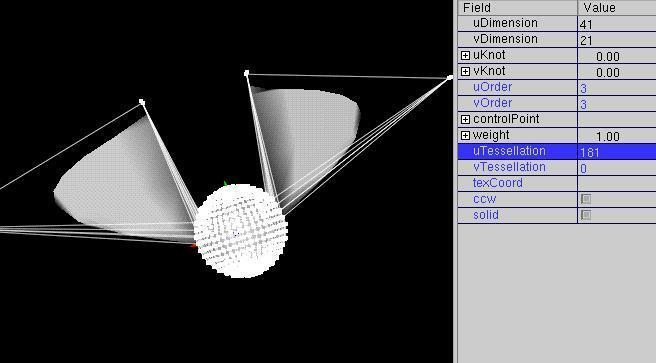 Field Value
uDimension 41
vDimension 21
uKnot 0.00
vKnot 0.00
uOrder 3
vOrder 3
controlPoint
weight 1.00
uTessellation 181
vTessellation 0
texCoord
ccw
solid